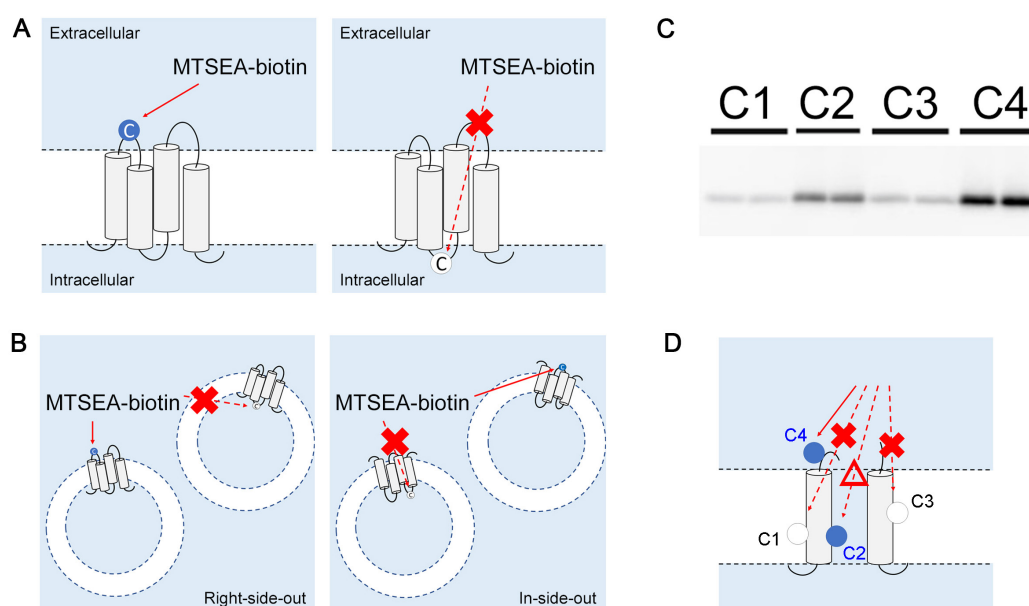 A
Extracellular
MTSEA-biotin
C
Intracellular
Extracellular
MTSEA-biotin
C
Intracellular
B
MTSEA-biotin
Right-side-out
MTSEA-biotin
In-side-out
C
C1 C2 C3 C4
D
C4
C3
C1
C2